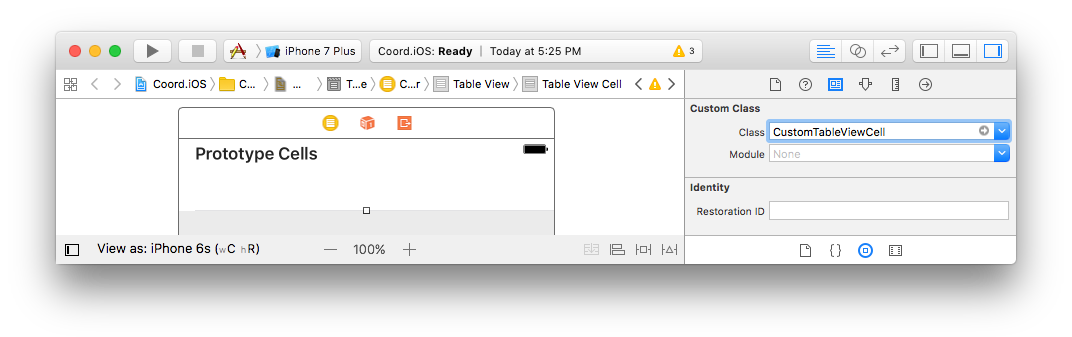 iPhone 7 Plus
Coord.iOS: Ready | Today at 5:25 PM
3
Coord.iOS
C...
...
T...e
C...r
Table View
Table View Cell
Custom Class
Class CustomTableViewCell
Module None
Identity
Restoration ID
Prototype Cells
View as: iPhone 6s (wC hR)
100%